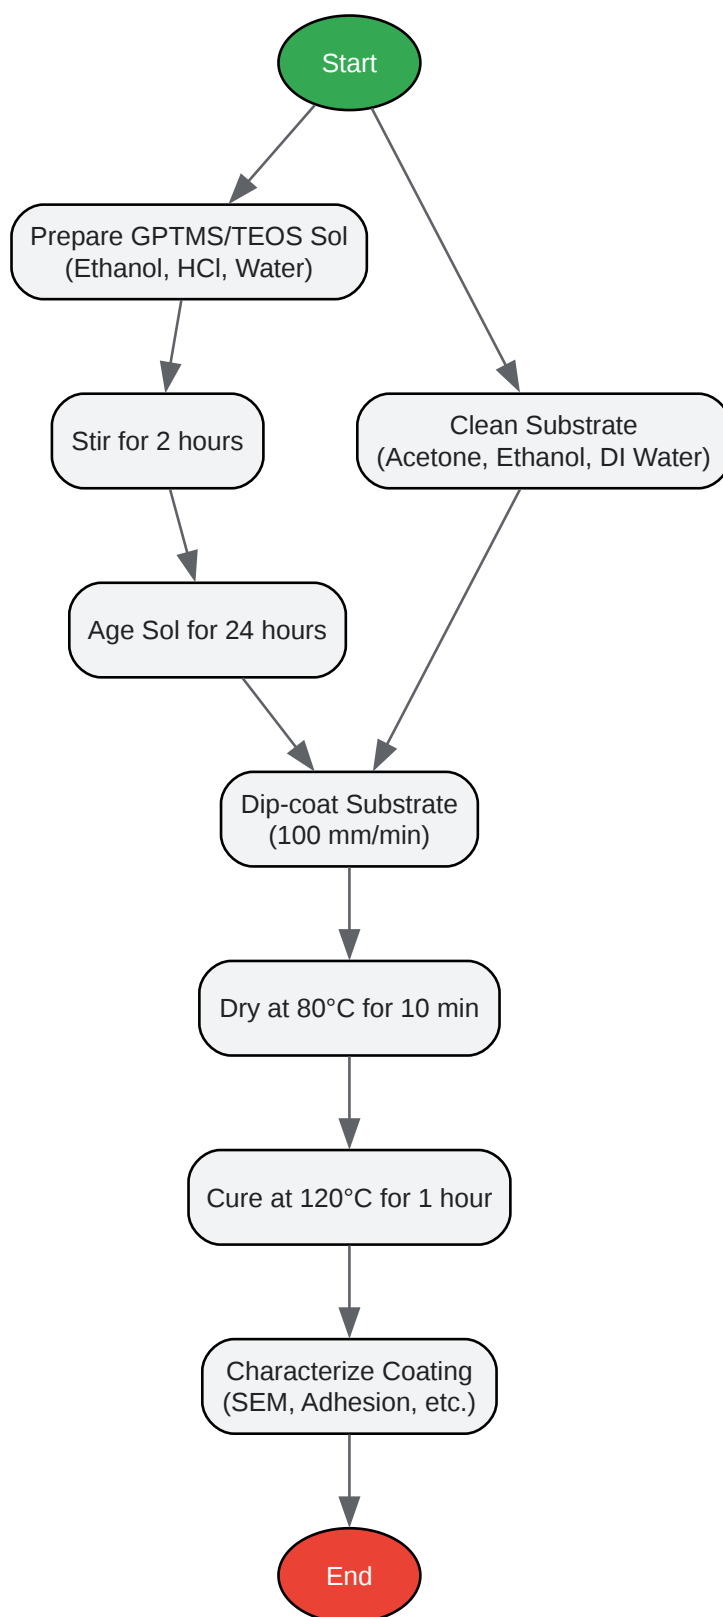 Start
Prepare GPTMS/TEOS Sol
(Ethanol, HCl, Water)
Stir for 2 hours
Clean Substrate
(Acetone, Ethanol, DI Water)
Age Sol for 24 hours
Dip-coat Substrate
(100 mm/min)
Dry at 80°C for 10 min
Cure at 120°C for 1 hour
Characterize Coating
(SEM, Adhesion, etc.)
End